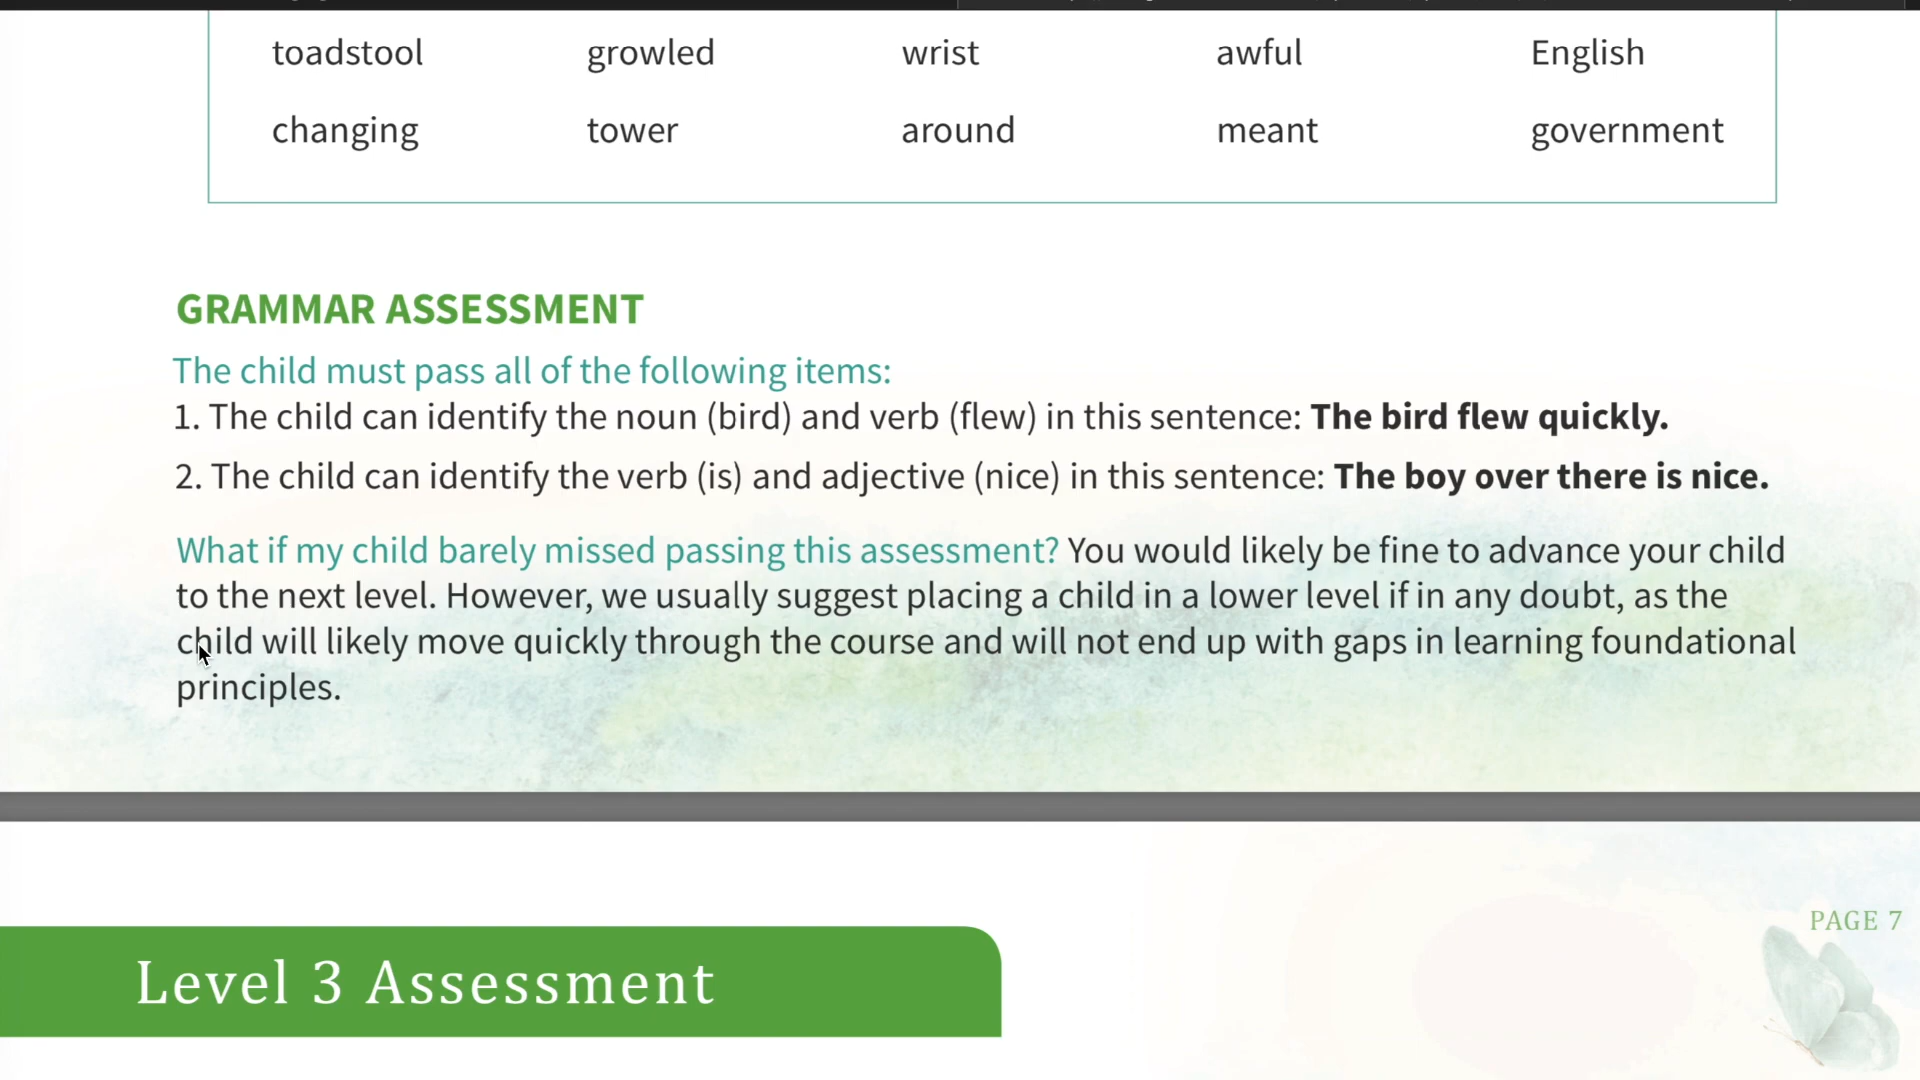 toadstool growled wrist awful English
changing tower around meant government
GRAMMAR ASSESSMENT
The child must pass all of the following items:
1. The child can identify the noun (bird) and verb (flew) in this sentence: The bird flew quickly.
2. The child can identify the verb (is) and adjective (nice) in this sentence: The boy over there is nice.
What if my child barely missed passing this assessment? You would likely be fine to advance your child
to the next level. However, we usually suggest placing a child in a lower level if in any doubt, as the
child will likely move quickly through the course and will not end up with gaps in learning foundational
principles.
PAGE 7
Level 3 Assessment